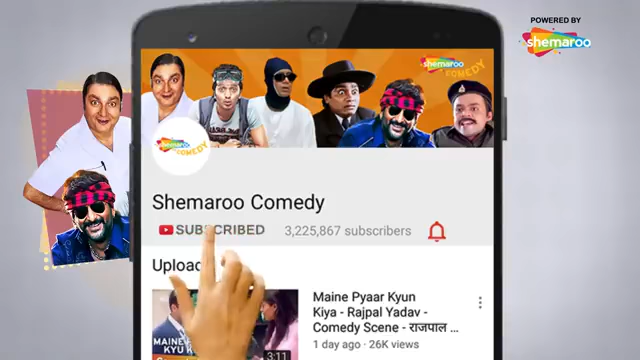 POWERED BY
shemaroo
shemaroo
COMEDY
shemaroo
COMEDY
Shemaroo Comedy
SUBSCRIBED 3,225,867 subscribers
Maine Pyaar Kyun
Kiya - Rajpal Yadav -
Comedy Scene - राजपाल ...
1 day ago · 26K views
3:11